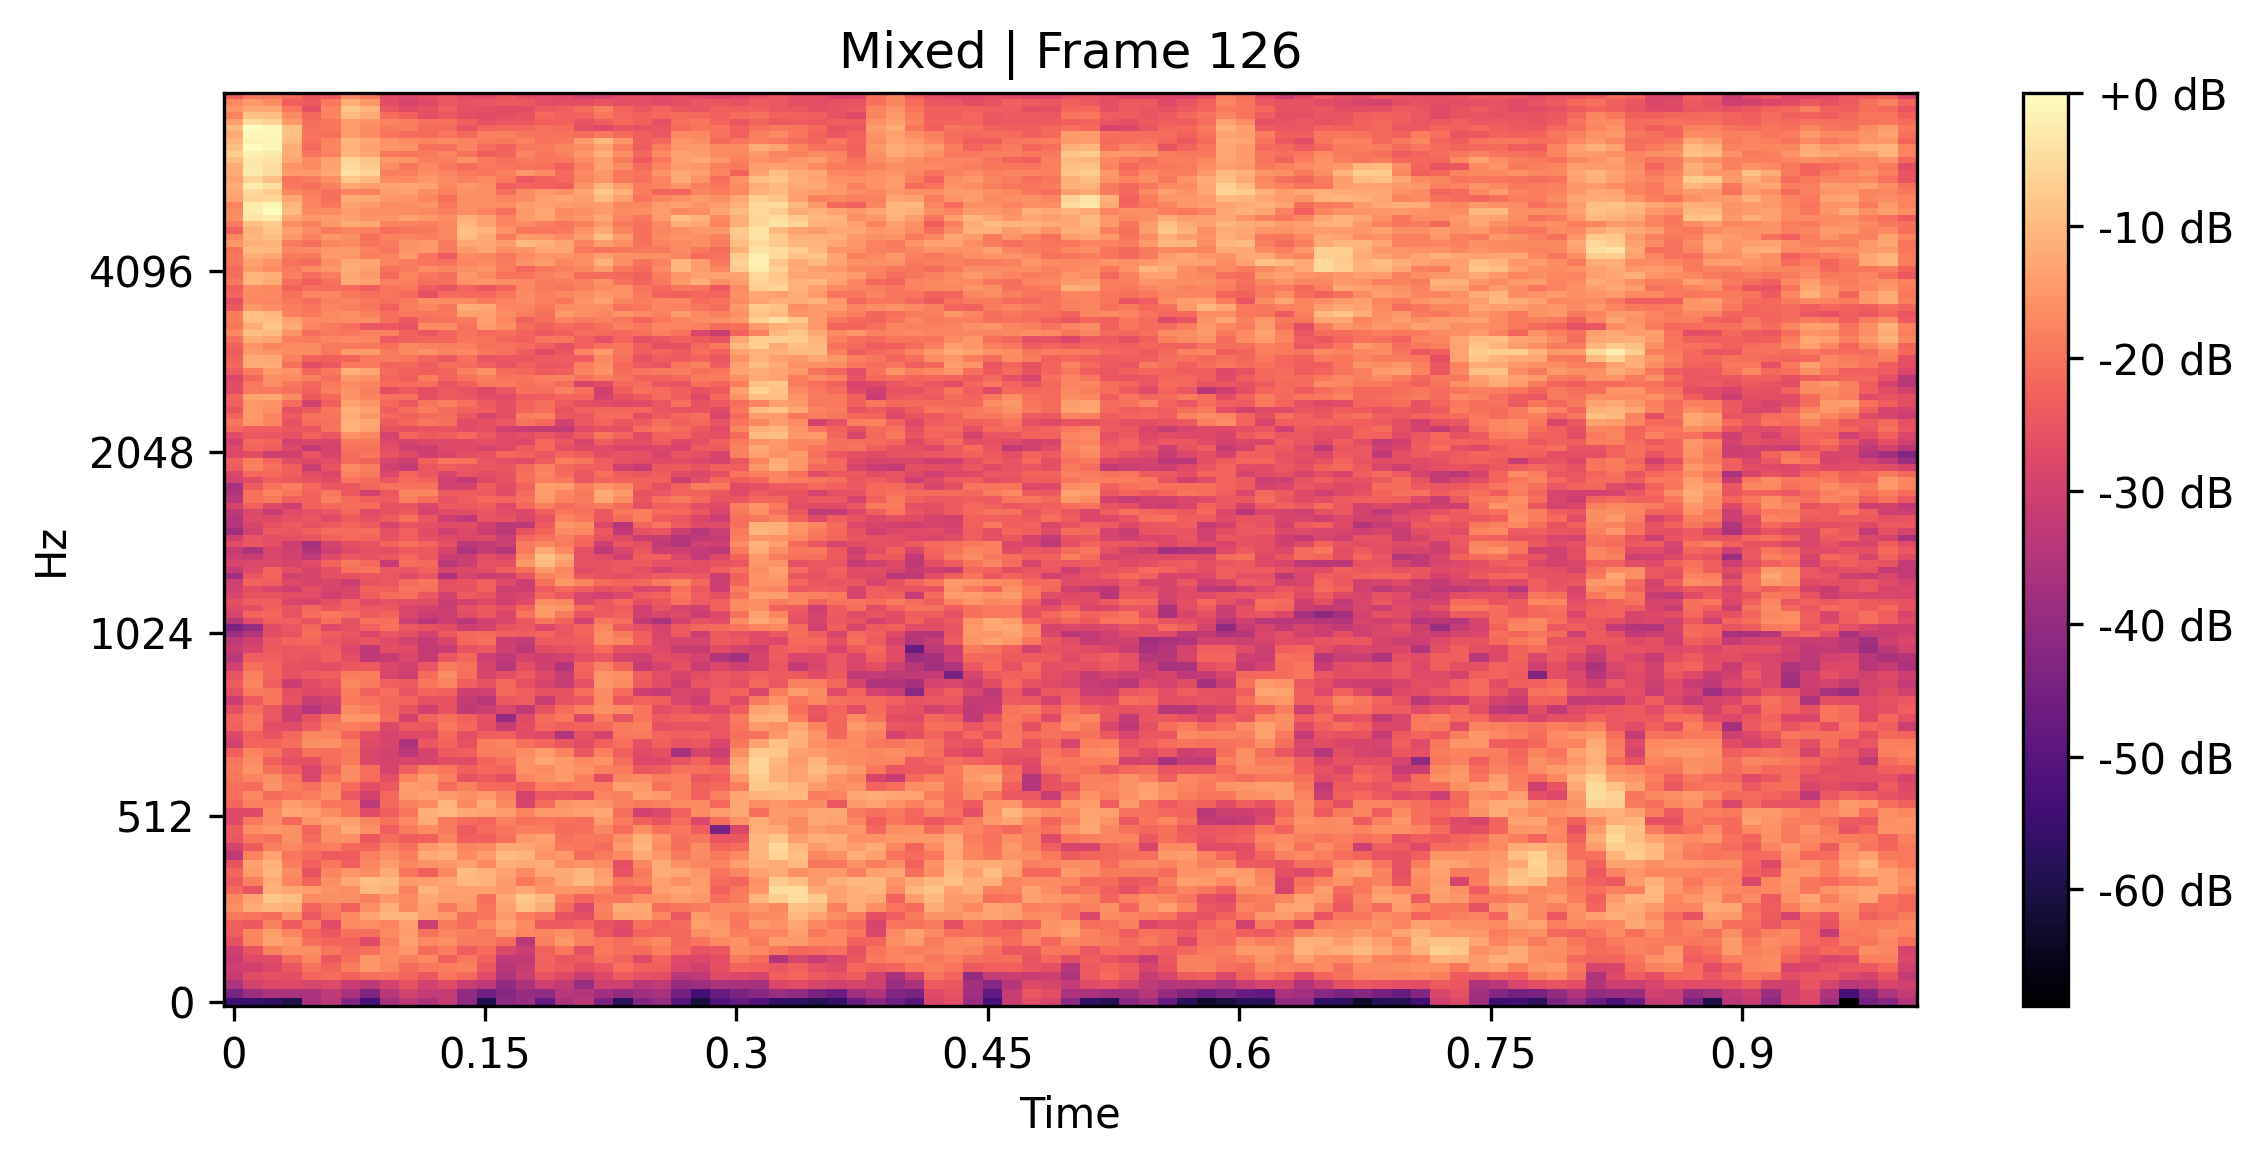 Mixed | Frame 126
+0 dB
-10 dB
-20 dB
-30 dB
-40 dB
-50 dB
-60 dB
Hz
4096
2048
1024
512
0
0 0.15 0.3 0.45 0.6 0.75 0.9
Time